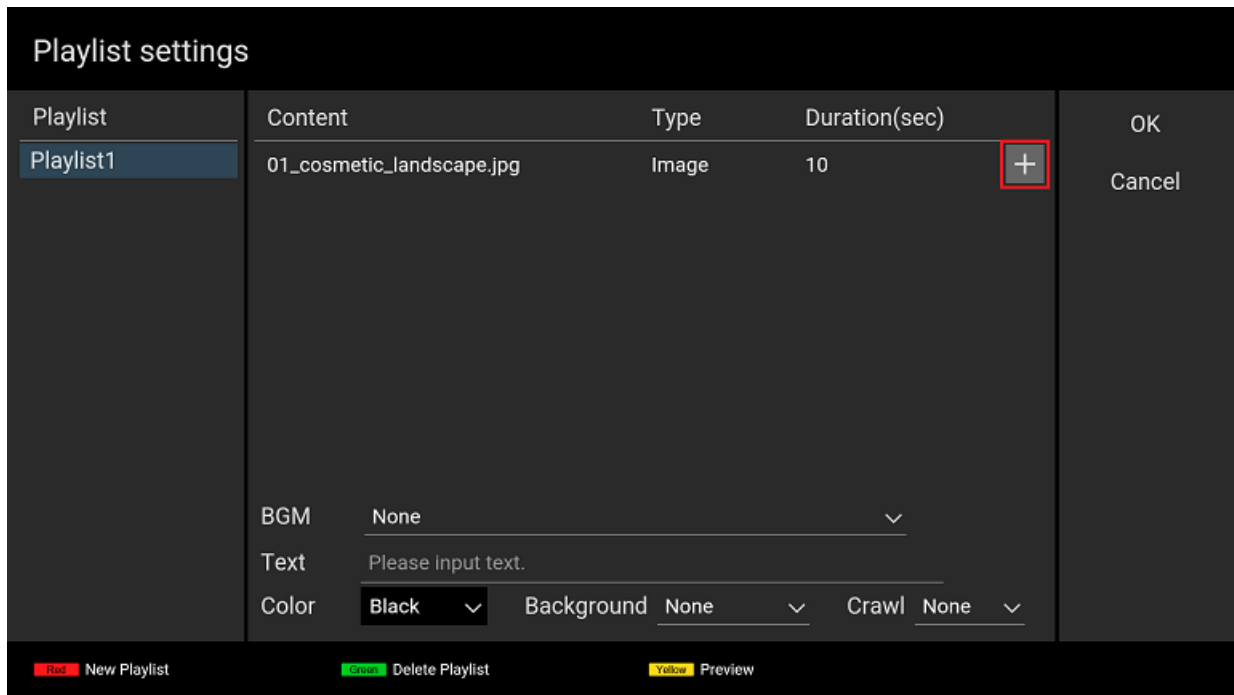 Playlist settings
Playlist
Content Type Duration(sec)
OK
Playlist1
01_cosmetic_landscape.jpg Image 10 +
Cancel
BGM None
Text Please input text.
Color Black Background None Crawl None
Red New Playlist Green Delete Playlist Yellow Preview